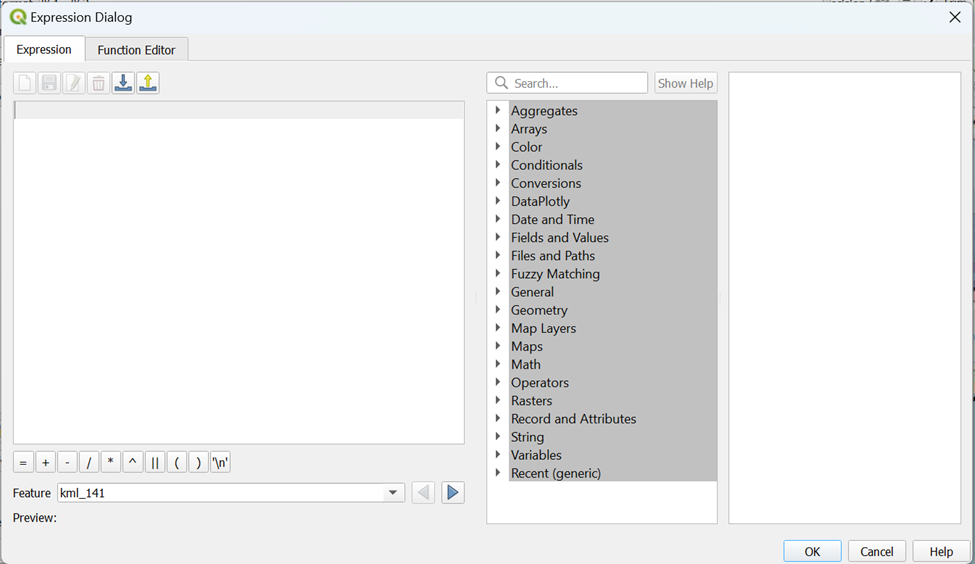 Expression Dialog
Expression
Function Editor
Search...
Show Help
Aggregates
Arrays
Color
Conditionals
Conversions
DataPlotly
Date and Time
Fields and Values
Files and Paths
Fuzzy Matching
General
Geometry
Map Layers
Maps
Math
Operators
Rasters
Record and Attributes
String
Variables
Recent (generic)
= + - / * ^ || ( ) '\n'
Feature kml_141
Preview:
OK Cancel Help